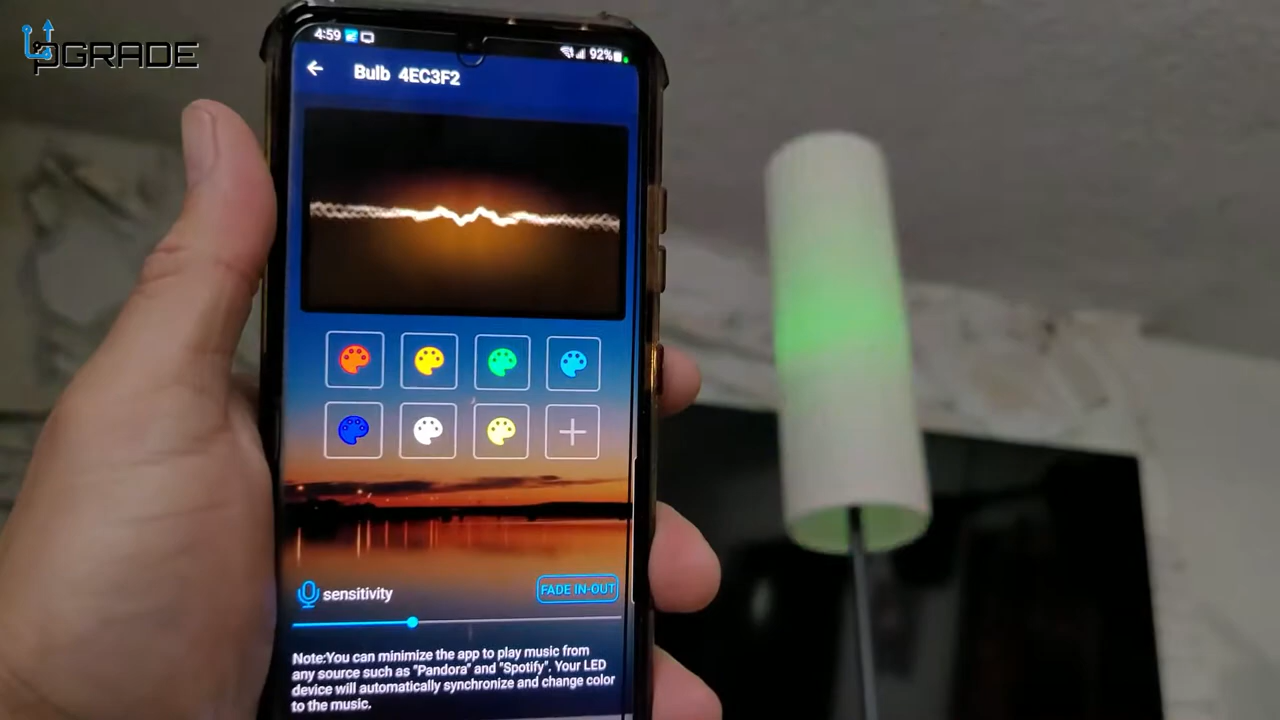 UPGRADE
4:59
92%
Bulb 4EC3F2
sensitivity
FADE IN-OUT
Note:You can minimize the app to play music from
any source such as "Pandora" and "Spotify". Your LED
device will automatically synchronize and change color
to the music.